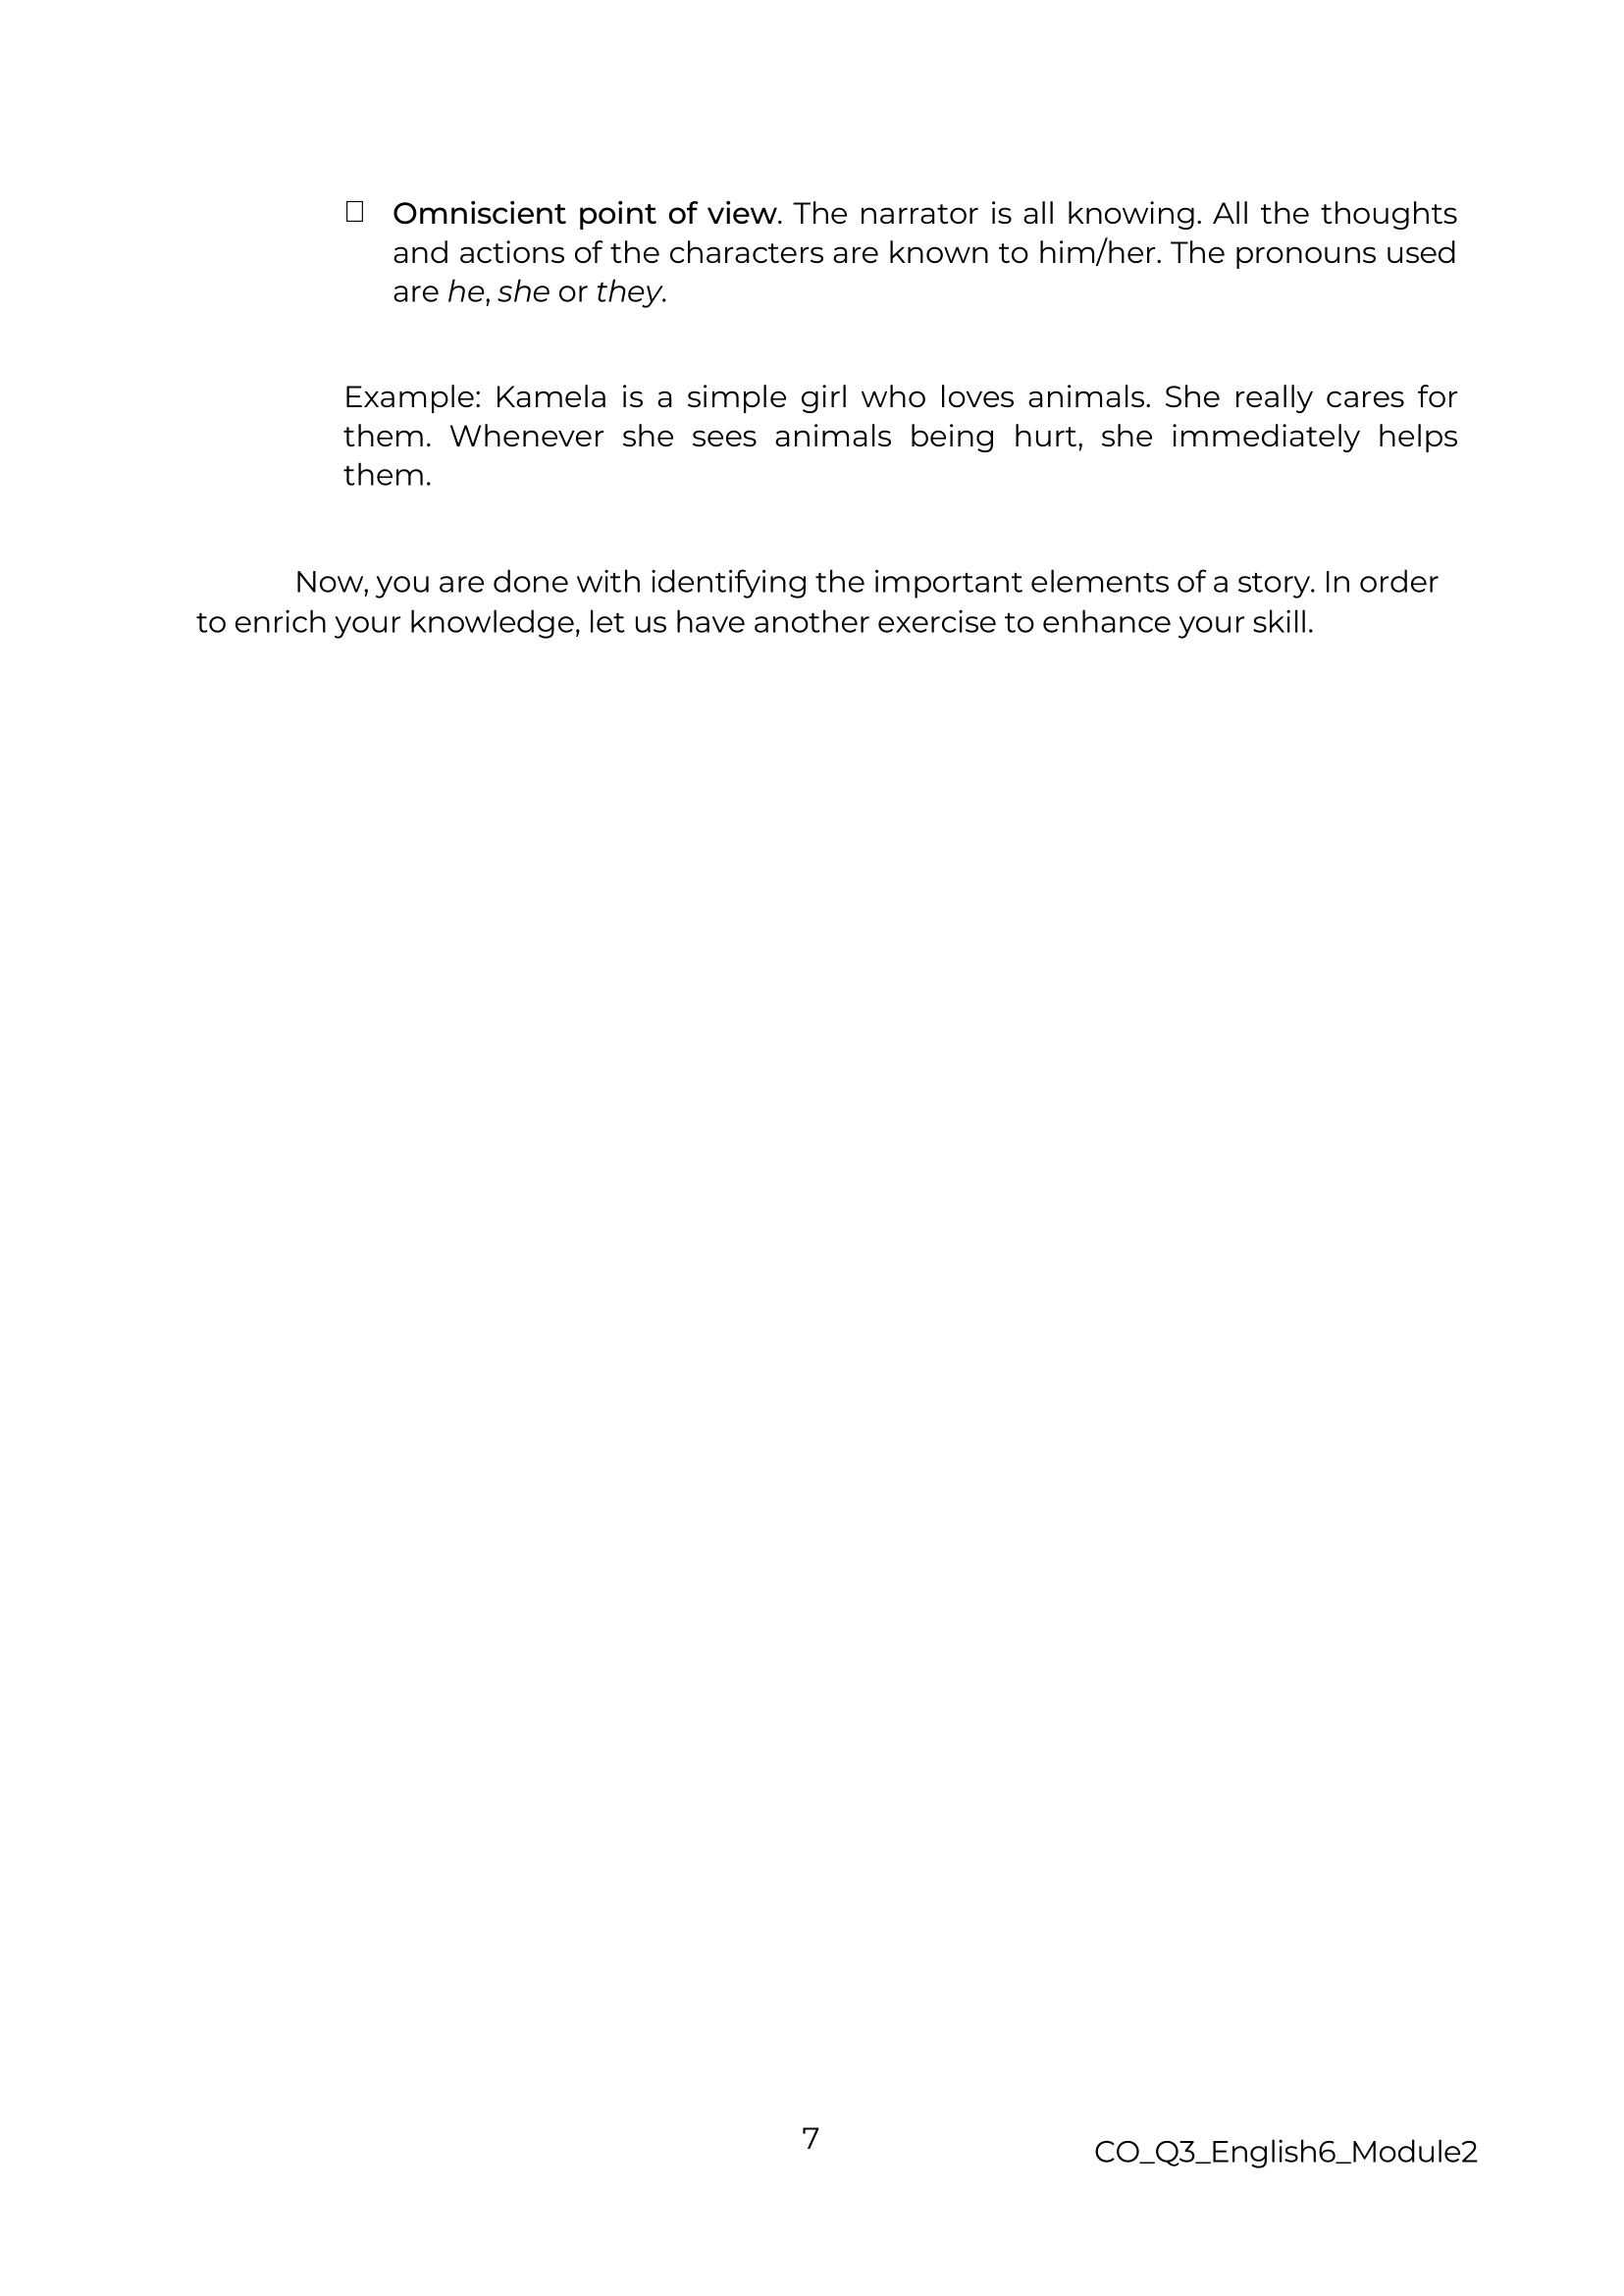 Omniscient point of view. The narrator is all knowing. All the thoughts
and actions of the characters are known to him/her. The pronouns used
are he, she or they.
Example: Kamela is a simple girl who loves animals. She really cares for
them. Whenever she sees animals being hurt, she immediately helps
them.
Now, you are done with identifying the important elements of a story. In order
to enrich your knowledge, let us have another exercise to enhance your skill.
7
CO_Q3_English6_Module2